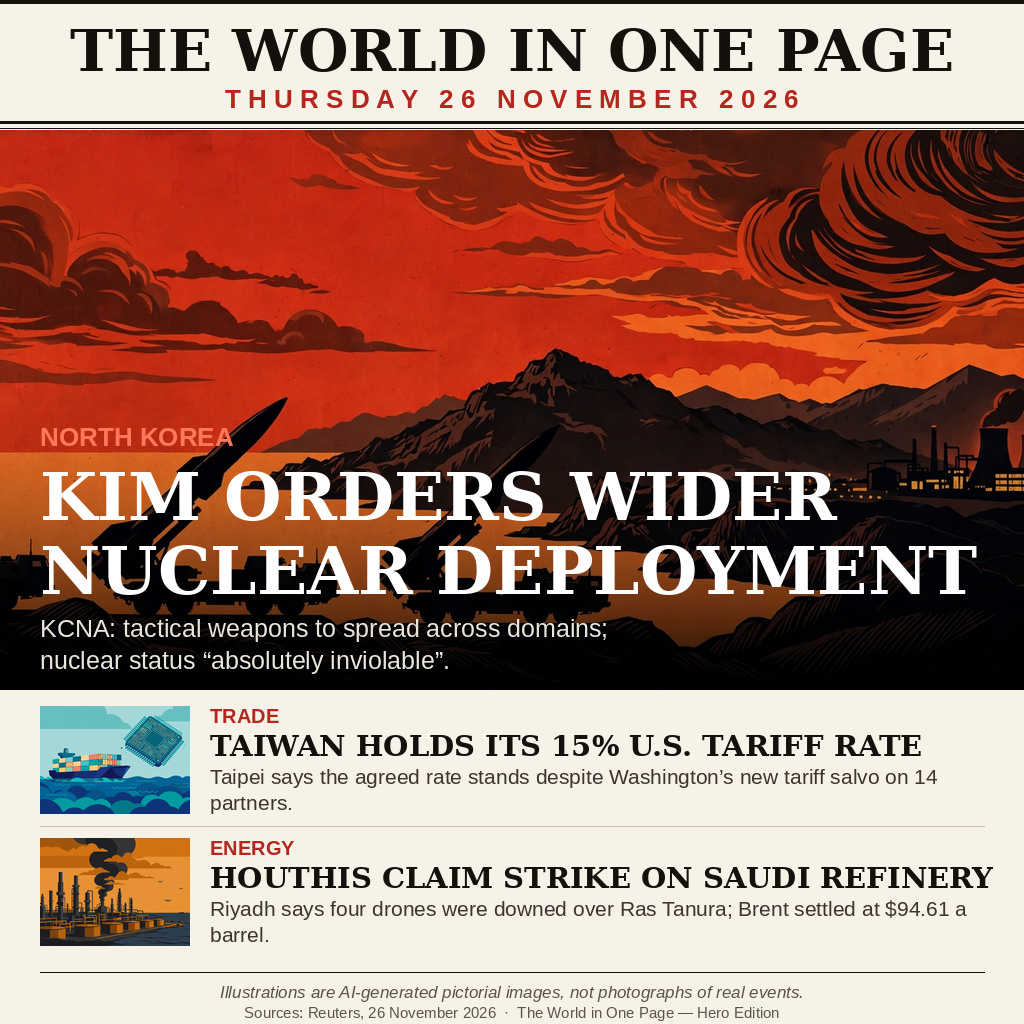 THE WORLD IN ONE PAGE
THURSDAY 26 NOVEMBER 2026
NORTH KOREA
KIM ORDERS WIDER
NUCLEAR DEPLOYMENT
KCNA: tactical weapons to spread across domains;
nuclear status “absolutely inviolable”.
TRADE
TAIWAN HOLDS ITS 15% U.S. TARIFF RATE
Taipei says the agreed rate stands despite Washington’s new tariff salvo on 14
partners.
ENERGY
HOUTHIS CLAIM STRIKE ON SAUDI REFINERY
Riyadh says four drones were downed over Ras Tanura; Brent settled at $94.61 a
barrel.
Illustrations are AI-generated pictorial images, not photographs of real events.
Sources: Reuters, 26 November 2026 · The World in One Page — Hero Edition